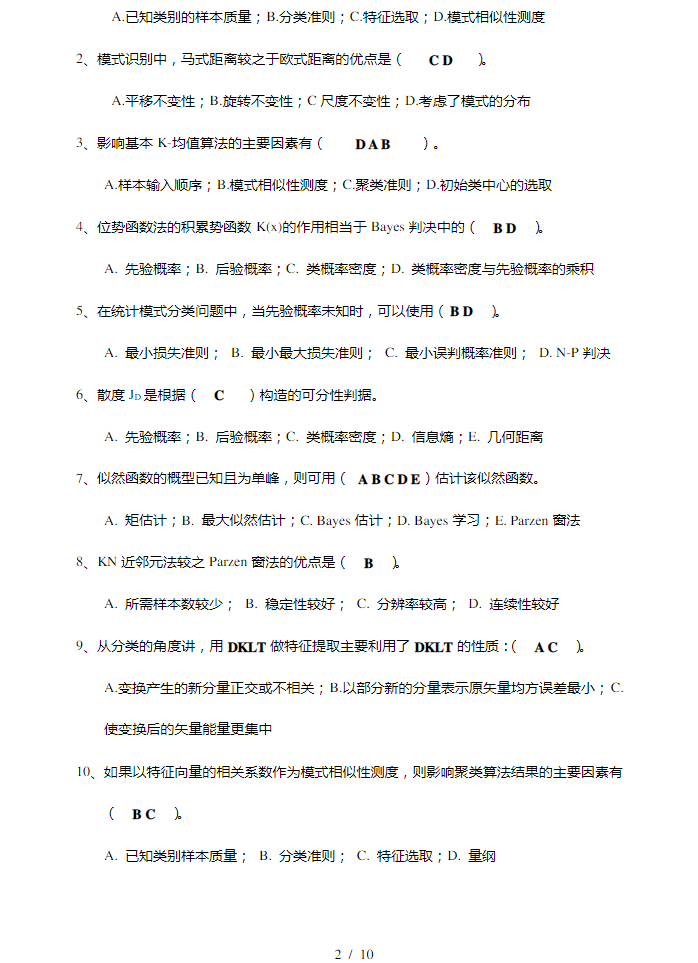 A.已知类别的样本质量；B.分类准则；C.特征选取；D.模式相似性测度
2、模式识别中，马式距离较之于欧式距离的优点是（ C D ）。
A.平移不变性；B.旋转不变性；C 尺度不变性；D.考虑了模式的分布
3、影响基本 K-均值算法的主要因素有（ D A B ）。
A.样本输入顺序；B.模式相似性测度；C.聚类准则；D.初始类中心的选取
4、位势函数法的积累势函数 K(x)的作用相当于 Bayes 判决中的（ B D ）。
A. 先验概率；B. 后验概率；C. 类概率密度；D. 类概率密度与先验概率的乘积
5、在统计模式分类问题中，当先验概率未知时，可以使用（ B D ）。
A. 最小损失准则； B. 最小最大损失准则； C. 最小误判概率准则； D. N-P 判决
6、散度 JD 是根据（ C ）构造的可分性判据。
A. 先验概率；B. 后验概率；C. 类概率密度；D. 信息熵；E. 几何距离
7、似然函数的概型已知且为单峰，则可用（ A B C D E ）估计该似然函数。
A. 矩估计；B. 最大似然估计；C. Bayes 估计；D. Bayes 学习；E. Parzen 窗法
8、KN 近邻元法较之 Parzen 窗法的优点是（ B ）。
A. 所需样本数较少； B. 稳定性较好； C. 分辨率较高； D. 连续性较好
9、从分类的角度讲，用 DKLT 做特征提取主要利用了 DKLT 的性质：（ A C ）。
A.变换产生的新分量正交或不相关；B.以部分新的分量表示原矢量均方误差最小；C.
使变换后的矢量能量更集中
10、如果以特征向量的相关系数作为模式相似性测度，则影响聚类算法结果的主要因素有
（ B C ）。
A. 已知类别样本质量； B. 分类准则； C. 特征选取；D. 量纲
2 / 10